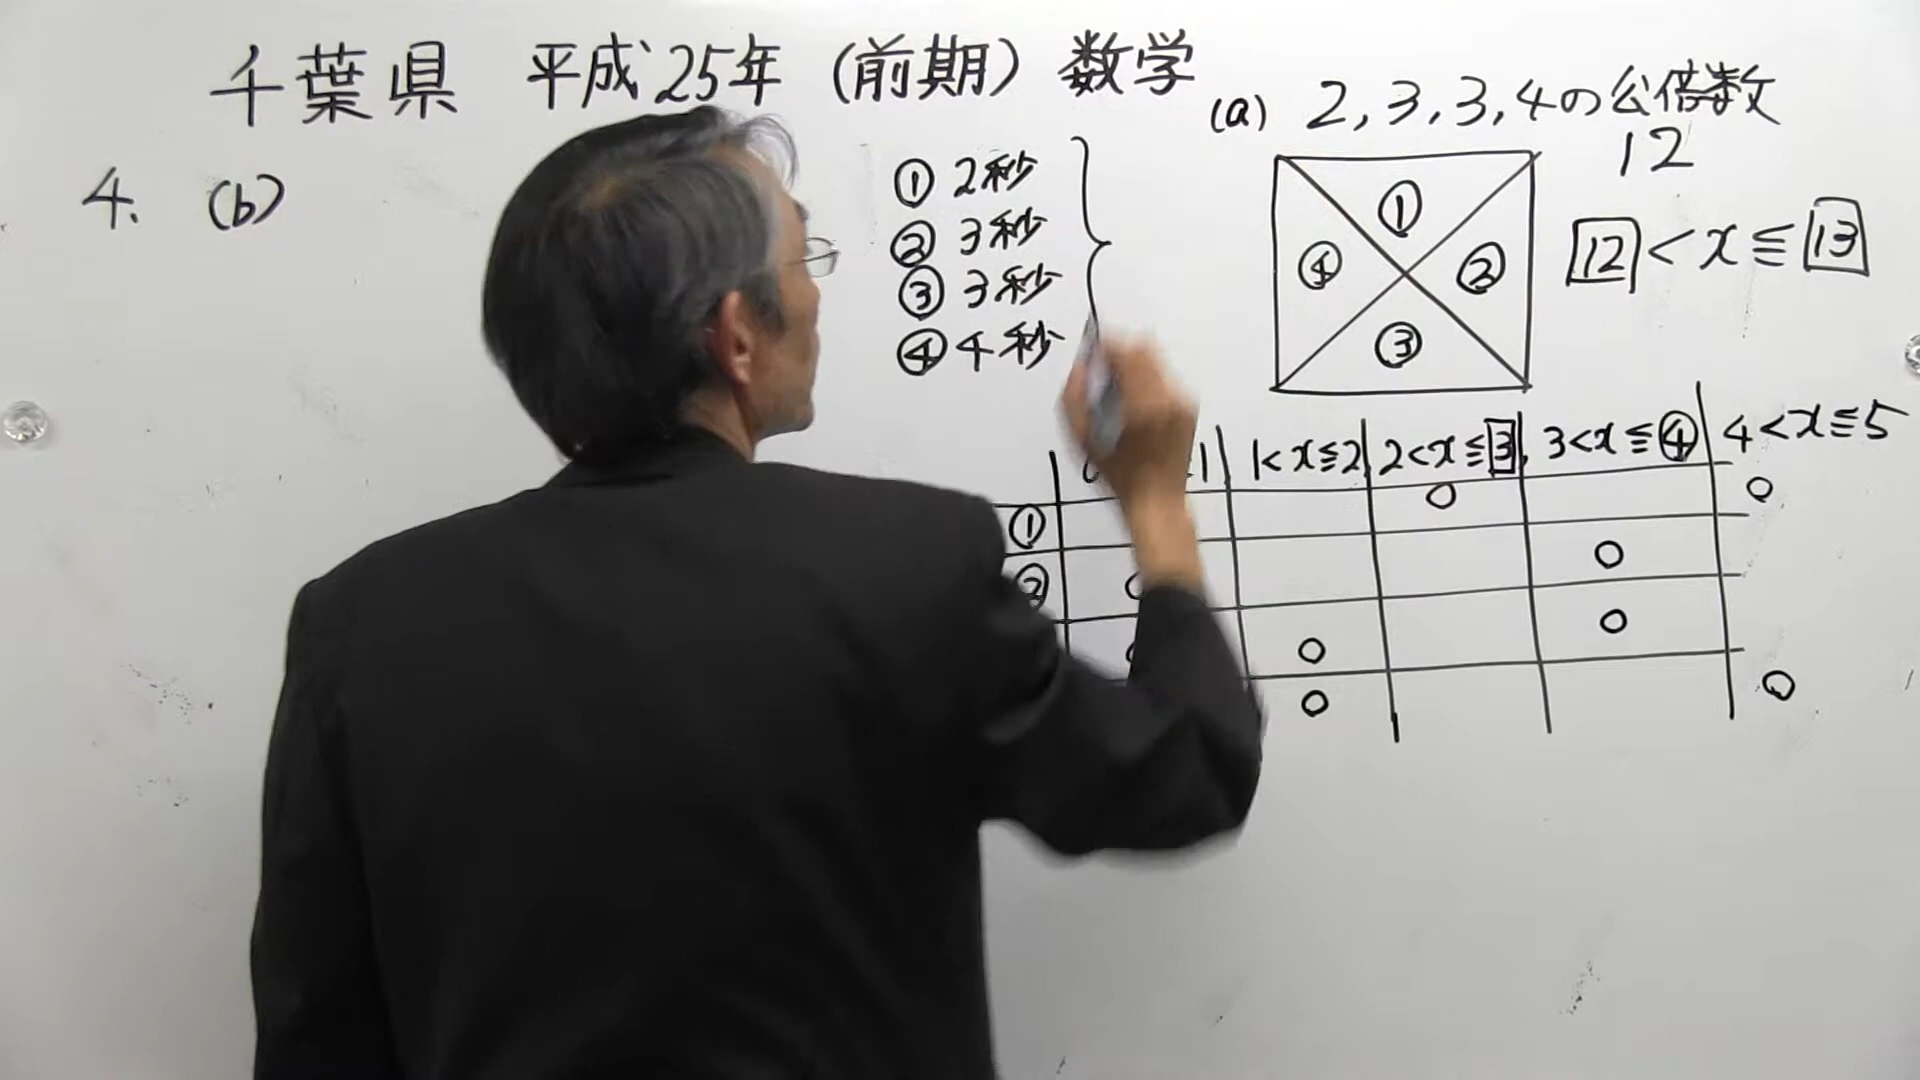 千葉県 平成25年（前期）数学
4. (b)
① 2秒
② 3秒
③ 3秒
④ 4秒
(a) 2,3,3,4の公倍数
12
①
④ ②
③
12 < x ≦ 13
1 1<x≦2 2<x≦3 3<x≦4 4<x≦5
① ○ ○
② ○
○ ○
○ ○